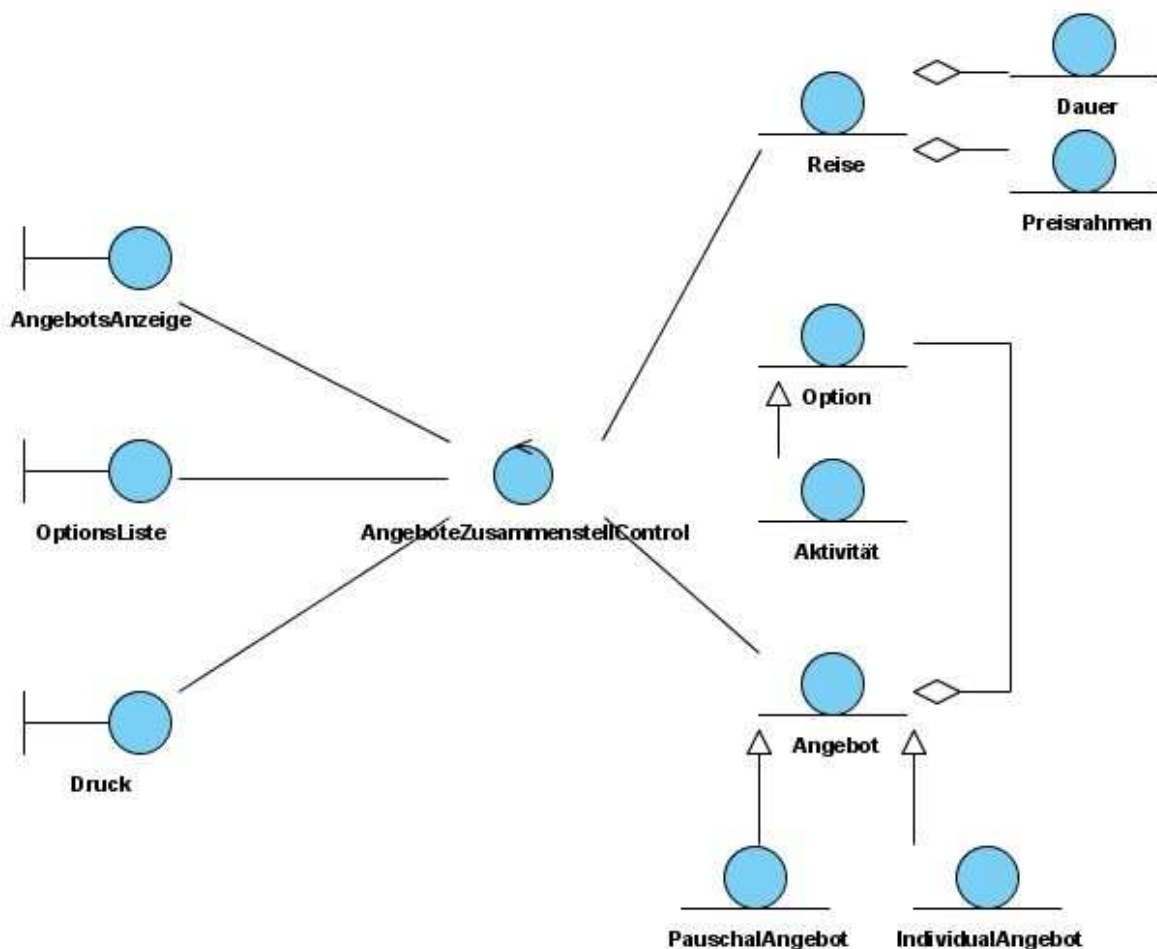 Dauer
Reise
Preisrahmen
AngebotsAnzeige
Option
OptionsListe
AngeboteZusammenstellControl
Aktivität
Angebot
Druck
PauschalAngebot
IndividualAngebot